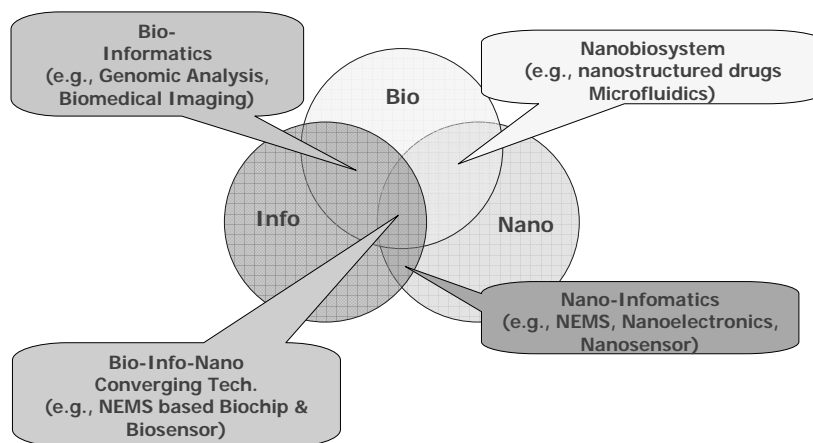 Bio-
Informatics
(e.g., Genomic Analysis,
Biomedical Imaging)
Nanobiosystem
(e.g., nanostructured drugs
Microfluidics)
Bio
Info
Nano
Nano-Infomatics
(e.g., NEMS, Nanoelectronics,
Nanosensor)
Bio-Info-Nano
Converging Tech.
(e.g., NEMS based Biochip &
Biosensor)